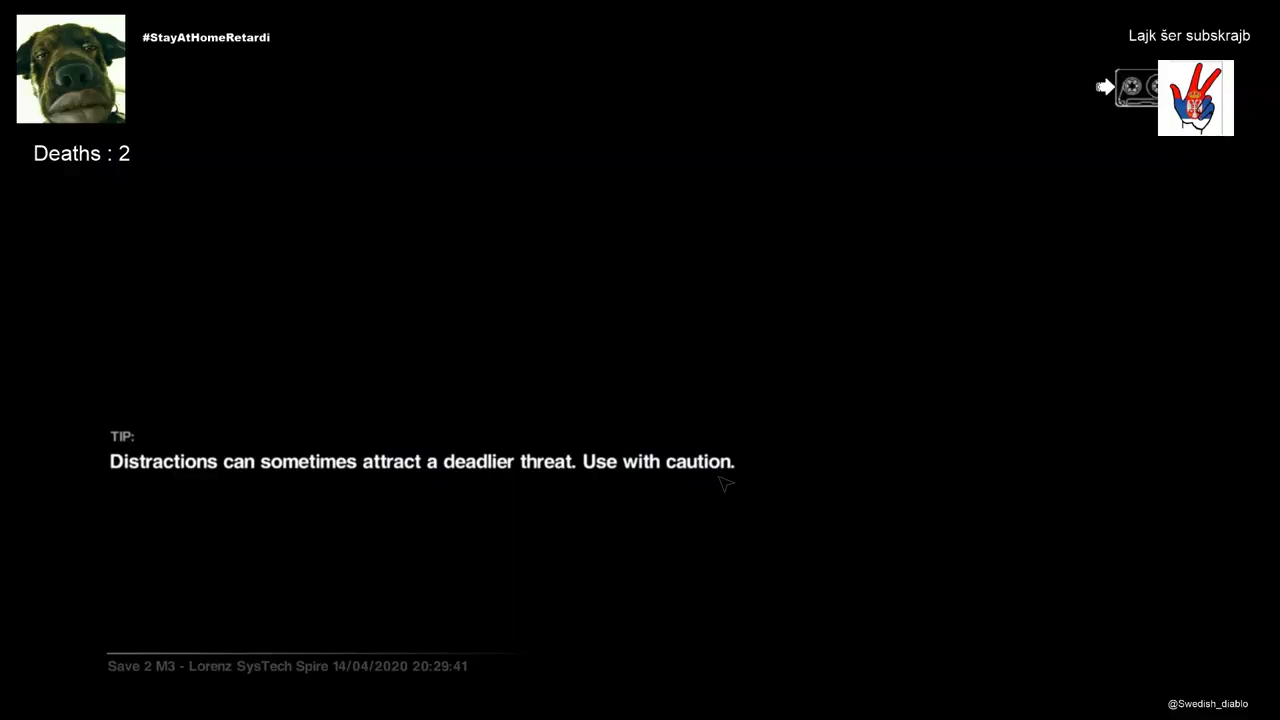 #StayAtHomeRetardi
Lajk šer subskrajb
Deaths : 2
TIP:
Distractions can sometimes attract a deadlier threat. Use with caution.
Save 2 M3 - Lorenz SysTech Spire 14/04/2020 20:29:41
@Swedish_diablo